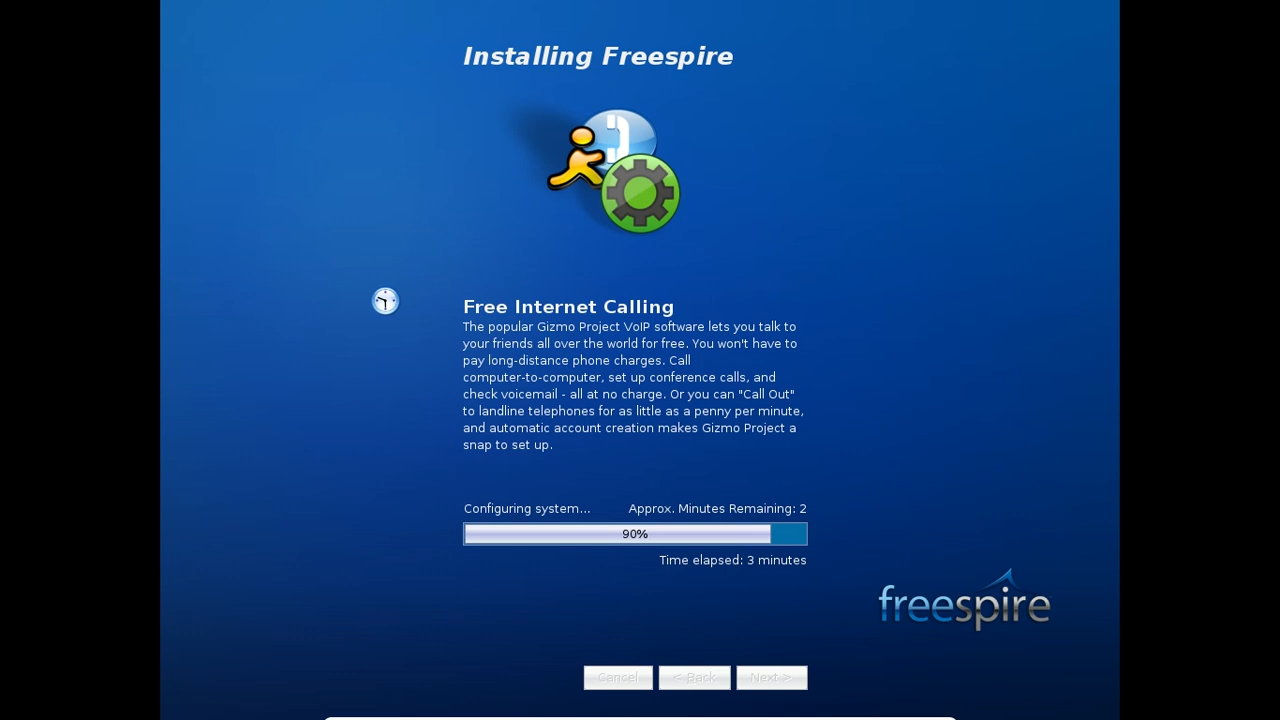 Installing Freespire
Free Internet Calling
The popular Gizmo Project VoIP software lets you talk to
your friends all over the world for free. You won't have to
pay long-distance phone charges. Call
computer-to-computer, set up conference calls, and
check voicemail - all at no charge. Or you can "Call Out"
to landline telephones for as little as a penny per minute,
and automatic account creation makes Gizmo Project a
snap to set up.
Configuring system... Approx. Minutes Remaining: 2
90%
Time elapsed: 3 minutes
freespire
Cancel < Back Next >